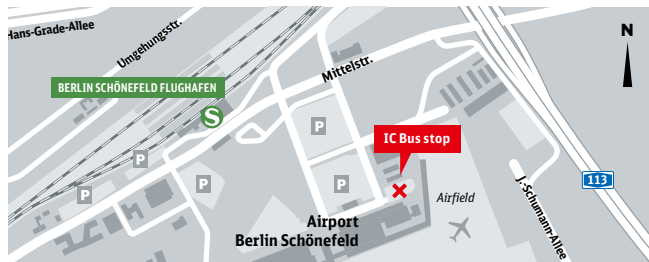 Hans-Grade-Allee
Umgehungsstr.
N
Mittelstr.
BERLIN SCHÖNEFELD FLUGHAFEN
S
P
IC Bus stop
P
P
P
P
113
J.-Schumann-Allee
Airfield
Airport
Berlin Schönefeld